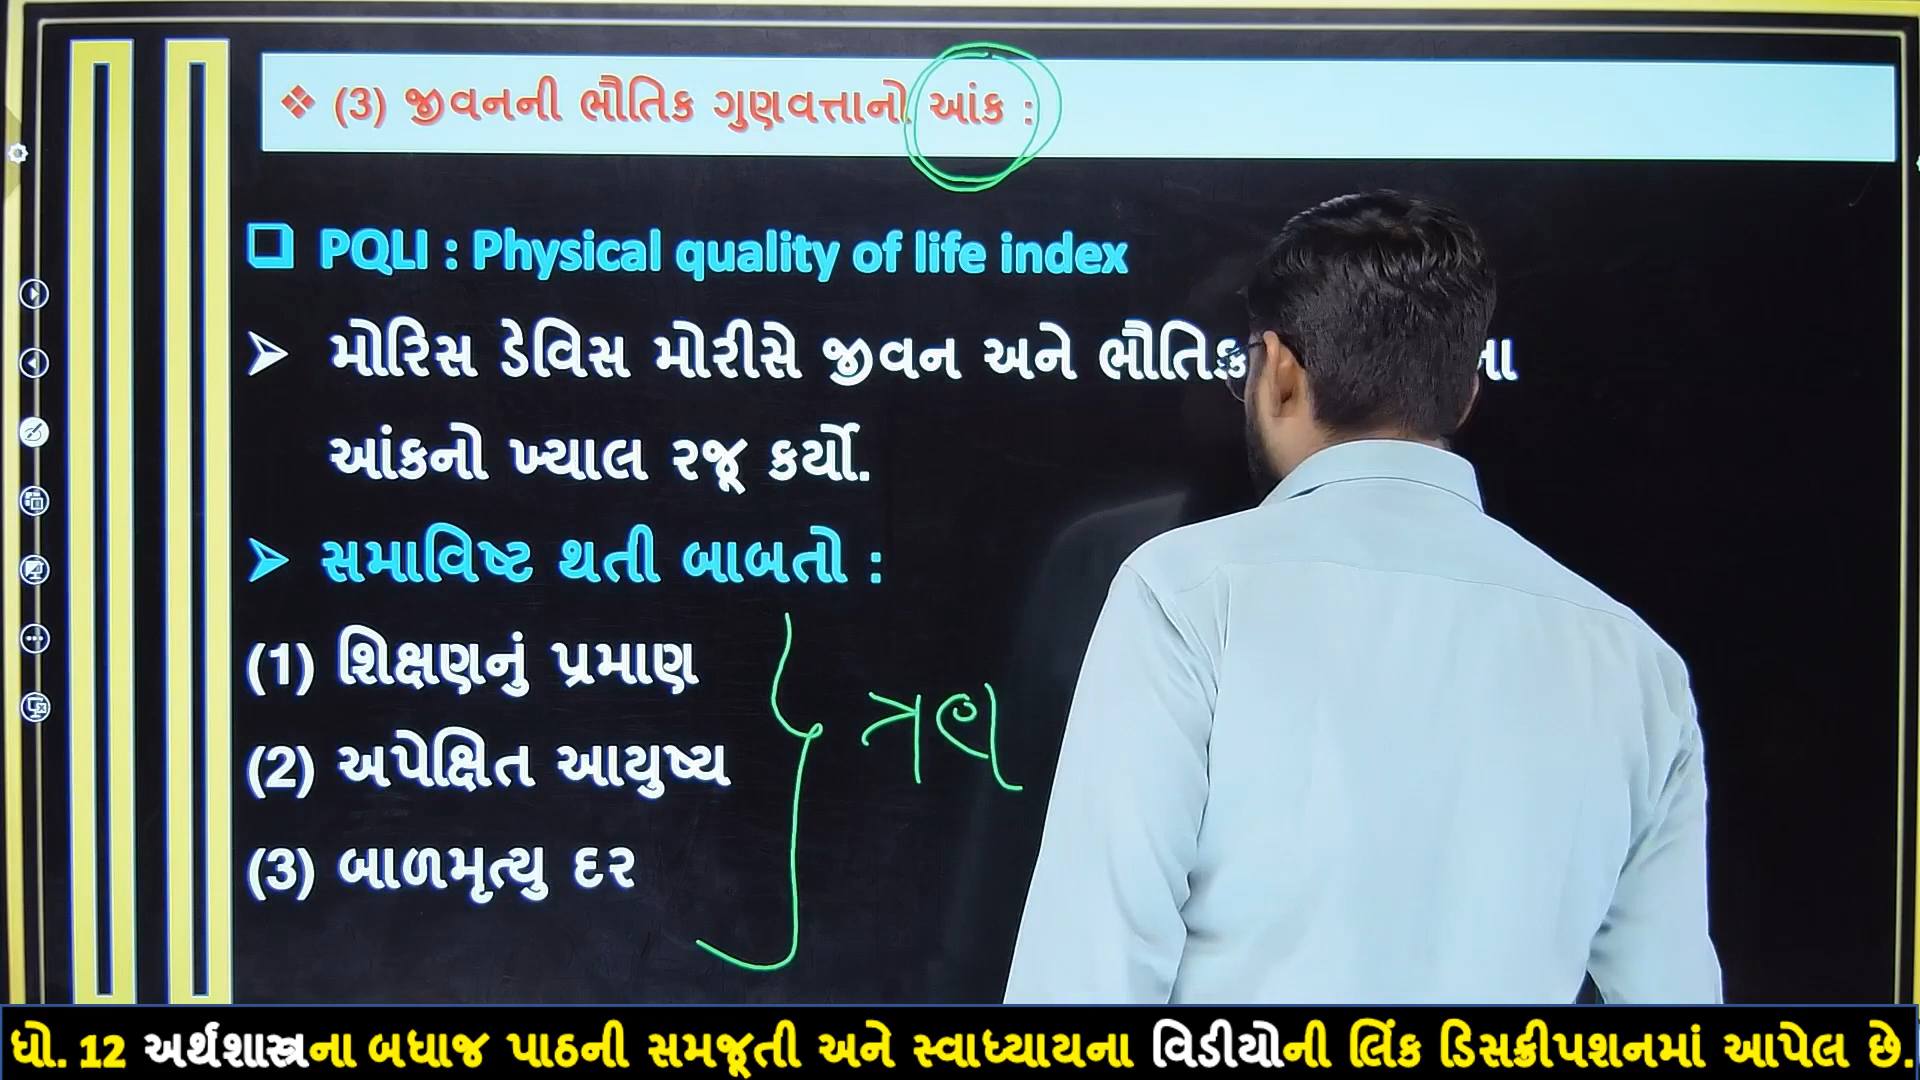 ❖ (3) જીવનની ભૌતિક ગુણવત્તાનો આંક :
❑ PQLI : Physical quality of life index
➢ મોરિસ ડેવિસ મોરીસે જીવન અને ભૌતિક
આંકનો ખ્યાલ રજૂ કર્યો.
➢ સમાવિષ્ટ થતી બાબતો :
(1) શિક્ષણનું પ્રમાણ
(2) અપેક્ષિત આયુષ્ય
ત્રણ
(3) બાળમૃત્યુ દર
ધો. 12 અર્થશાસ્ત્રના બધાજ પાઠની સમજૂતી અને સ્વાધ્યાયના વિડીયોની લિંક ડિસક્રીપશનમાં આપેલ છે.